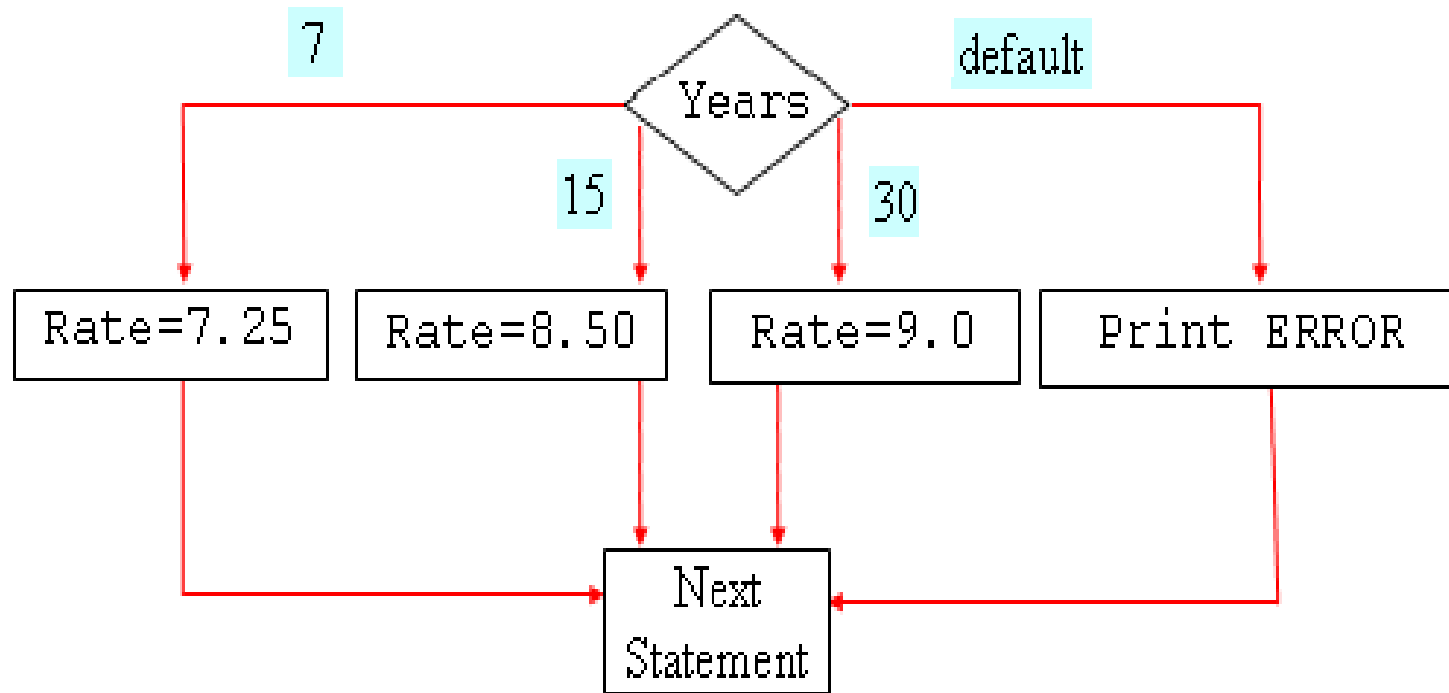 7
Years
default
15
30
Rate=7.25
Rate=8.50
Rate=9.0
Print ERROR
Next
Statement